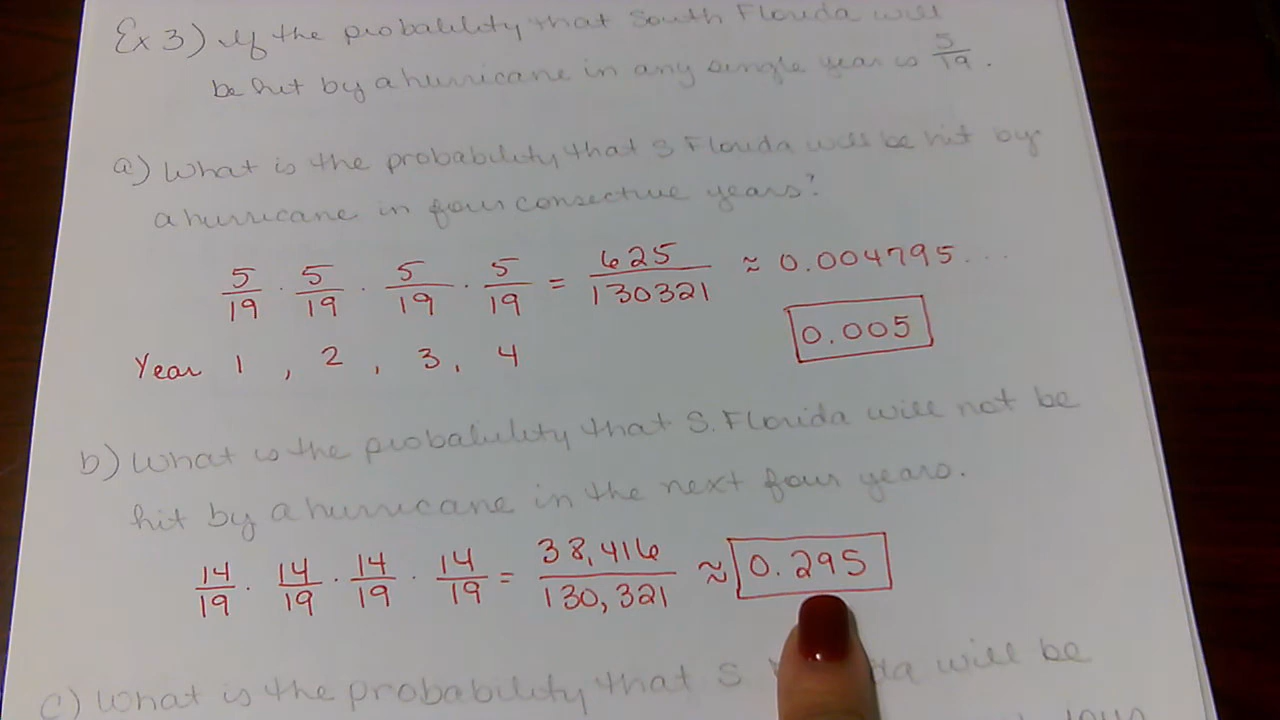 Ex 3) If the probability that South Florida will
be hit by a hurricane in any single year is 5/19.
a) What is the probability that S Florida will be hit by
a hurricane in four consective years?
5/19 · 5/19 · 5/19 · 5/19 = 625/130321 ≈ 0.004795...
0.005
Year 1 , 2 , 3 , 4
b) What is the probability that S. Florida will not be
hit by a hurricane in the next four years.
14/19 · 14/19 · 14/19 · 14/19 = 38,416/130,321 ≈ 0.295
c) What is the probability that S will be